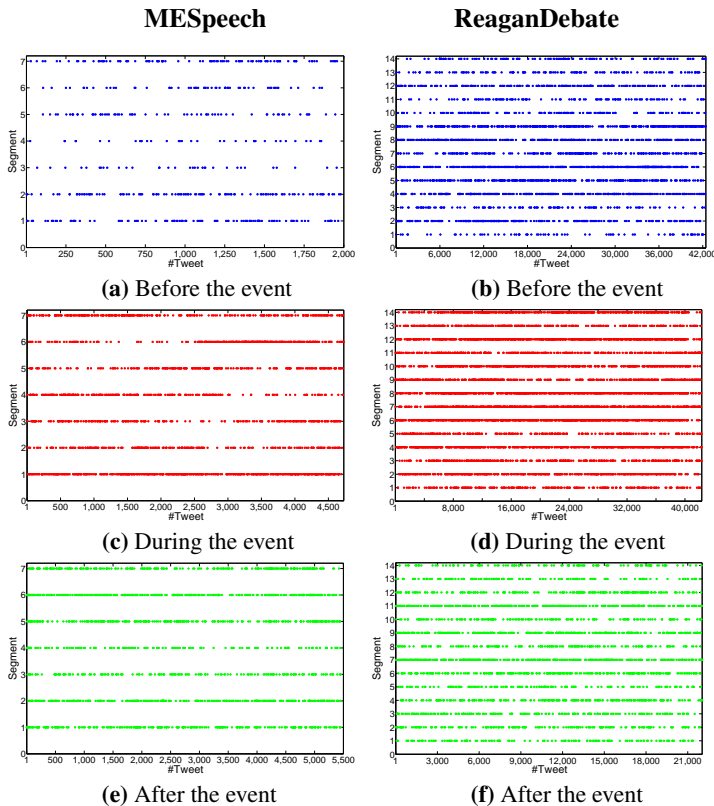 MESpeech
ReaganDebate
7
6
5
4
3
2
1
0
Segment
1 250 500 750 1,000 1,250 1,500 1,750 2,000
#Tweet
(a) Before the event
14
13
12
11
10
9
8
7
6
5
4
3
2
1
0
Segment
1 6,000 12,000 18,000 24,000 30,000 36,000 42,000
#Tweet
(b) Before the event
7
6
5
4
3
2
1
0
Segment
1 500 1,000 1,500 2,000 2,500 3,000 3,500 4,000 4,500
#Tweet
(c) During the event
14
13
12
11
10
9
8
7
6
5
4
3
2
1
0
Segment
1 8,000 16,000 24,000 32,000 40,000
#Tweet
(d) During the event
7
6
5
4
3
2
1
0
Segment
1 500 1,000 1,500 2,000 2,500 3,000 3,500 4,000 4,500 5,000 5,500
#Tweet
(e) After the event
14
13
12
11
10
9
8
7
6
5
4
3
2
1
0
Segment
1 3,000 6,000 9,000 12,000 15,000 18,000 21,000
#Tweet
(f) After the event